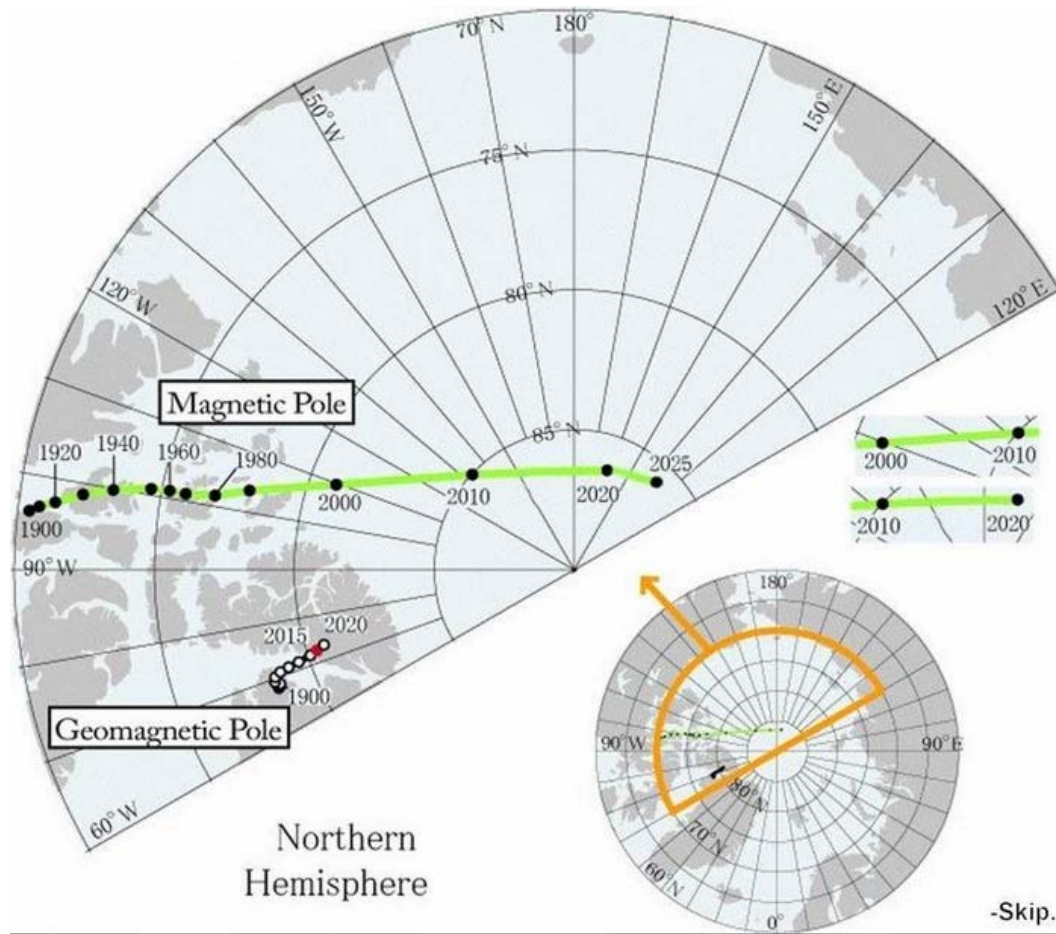 70° N
180°
150° W
150° E
75° N
120° W
80° N
120° E
Magnetic Pole
1920
1940
1960
1980
85° N
2000
2010
2020
2025
1900
90° W
2000
2010
2010
2020
2015
2020
1900
Geomagnetic Pole
60° W
180°
90° W
90° E
80° N
70° N
60° N
0°
Northern
Hemisphere
-Skip.